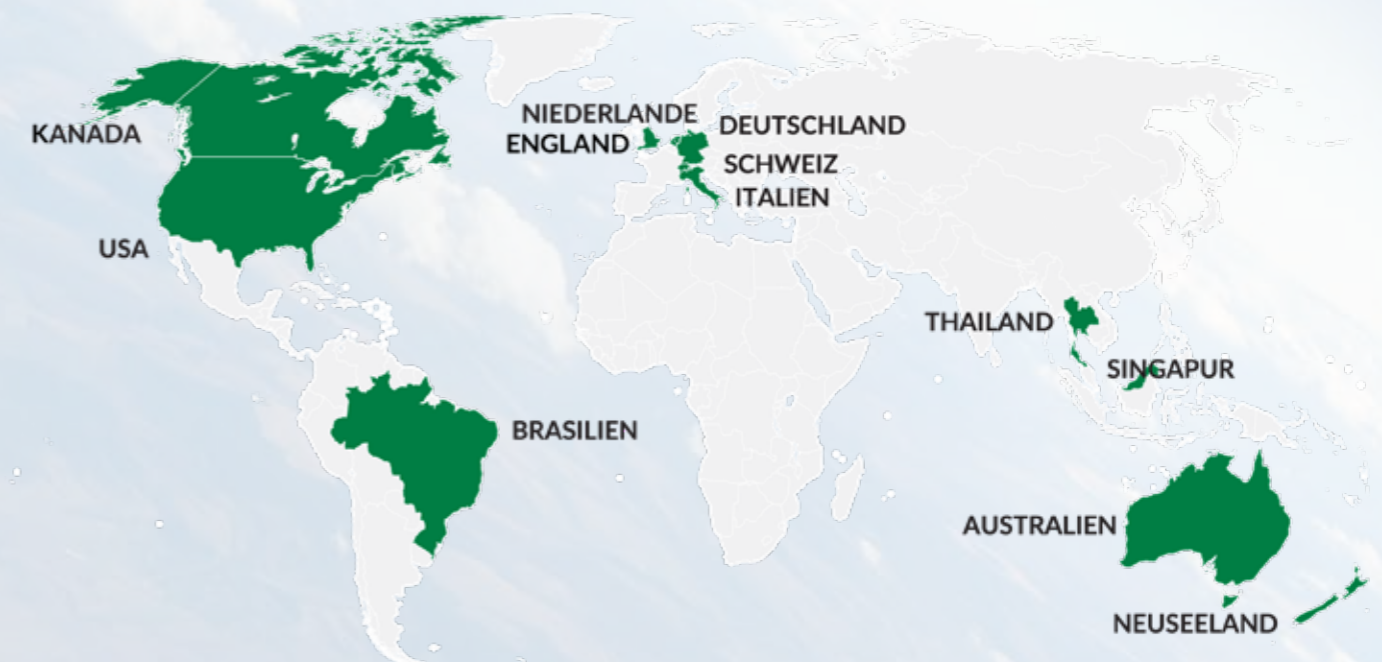 NIEDERLANDE
DEUTSCHLAND
KANADA
ENGLAND
SCHWEIZ
ITALIEN
USA
THAILAND
SINGAPUR
BRASILIEN
AUSTRALIEN
NEUSEELAND